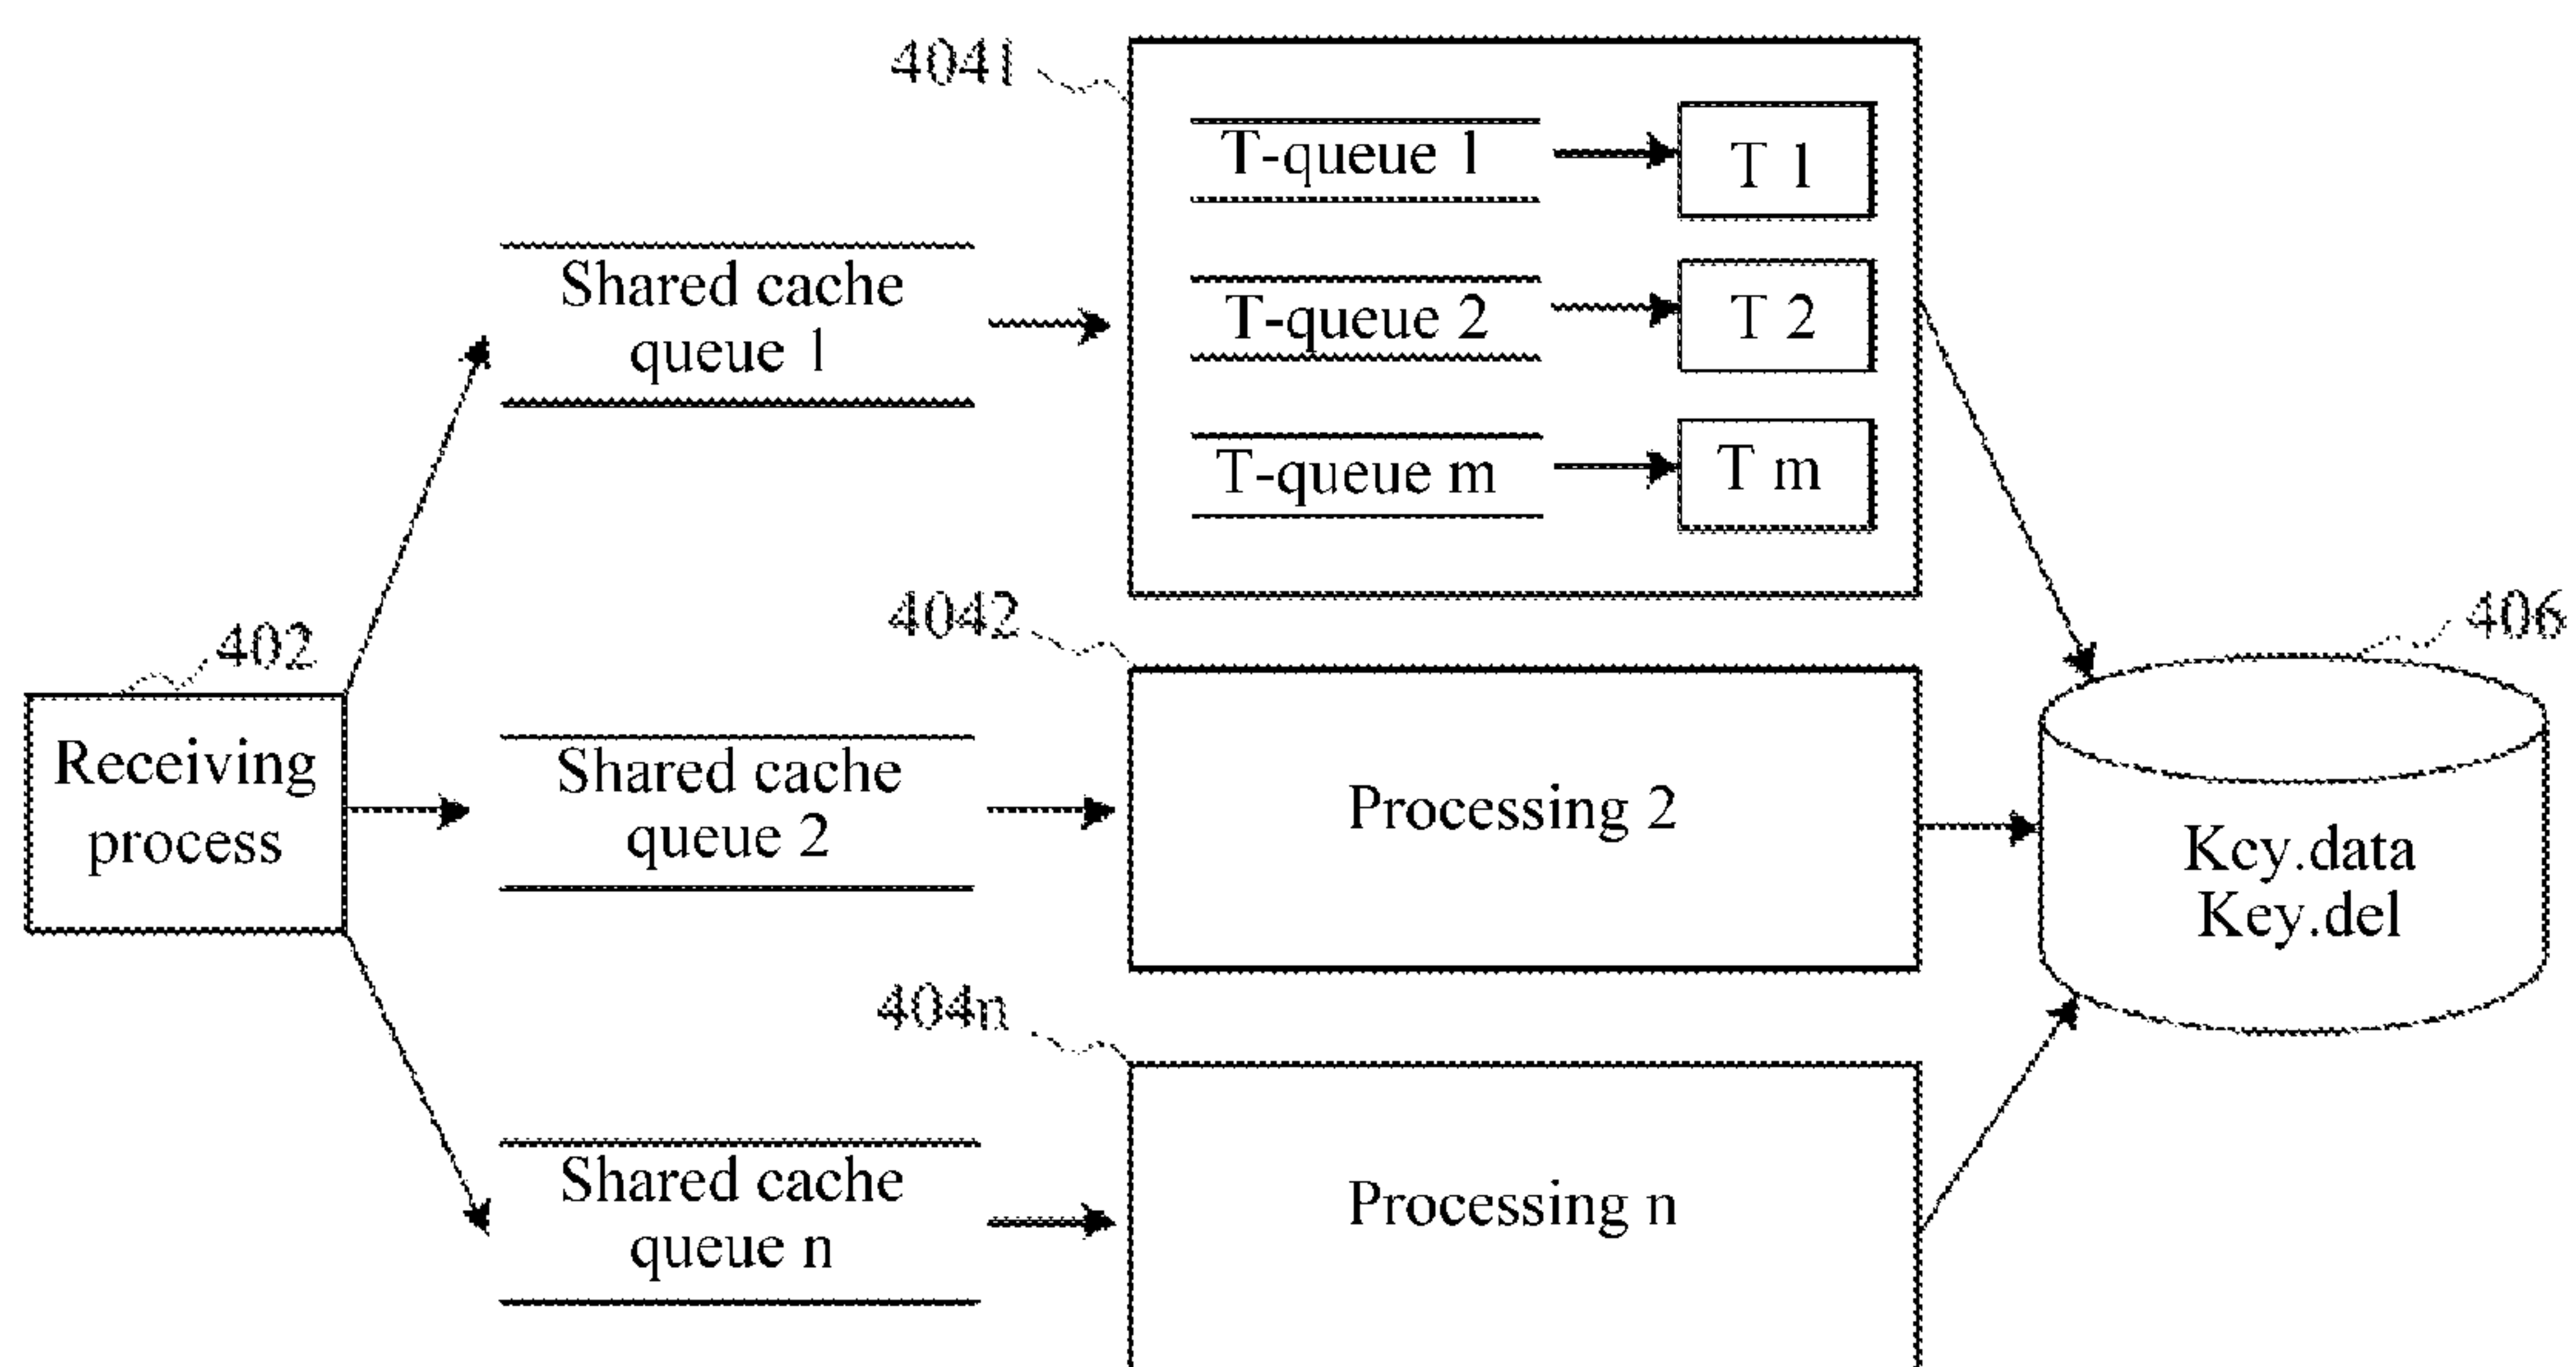 4041
T-queue 1
T 1
Shared cache
queue 1
T-queue 2
T 2
T-queue m
T m
402
4042
406
Receiving
process
Shared cache
queue 2
Processing 2
Key.data
Key.del
404n
Shared cache
queue n
Processing n